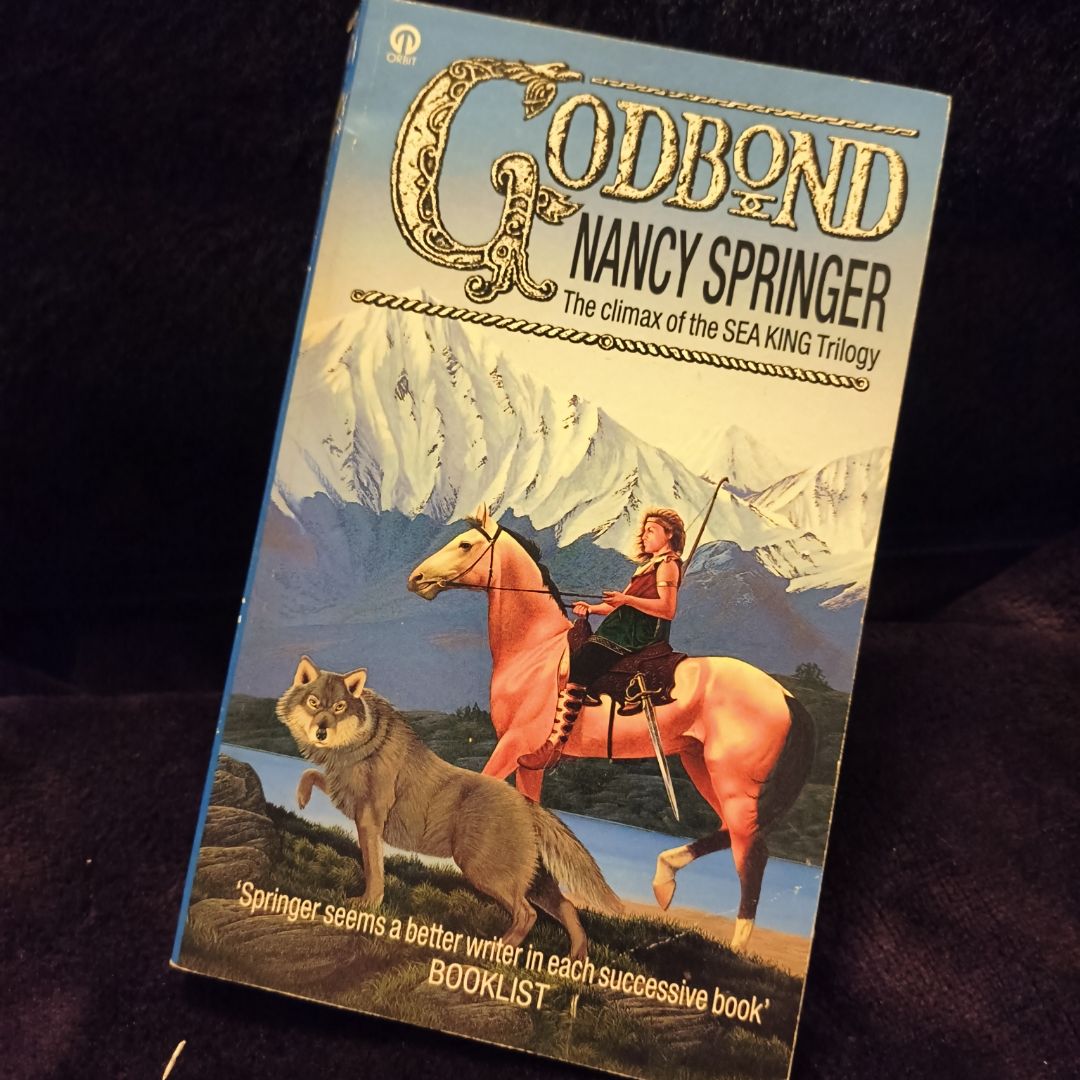 ORBIT
GODBOND
NANCY SPRINGER
The climax of the SEA KING Trilogy
'Springer seems a better writer in each successive book'
BOOKLIST